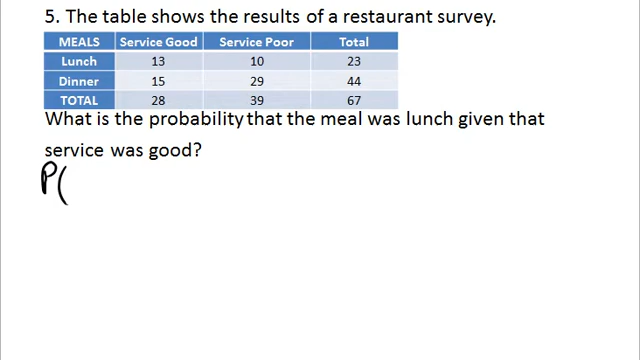 5. The table shows the results of a restaurant survey.
MEALS Service Good Service Poor Total
Lunch 13 10 23
Dinner 15 29 44
TOTAL 28 39 67
What is the probability that the meal was lunch given that
service was good?
P(